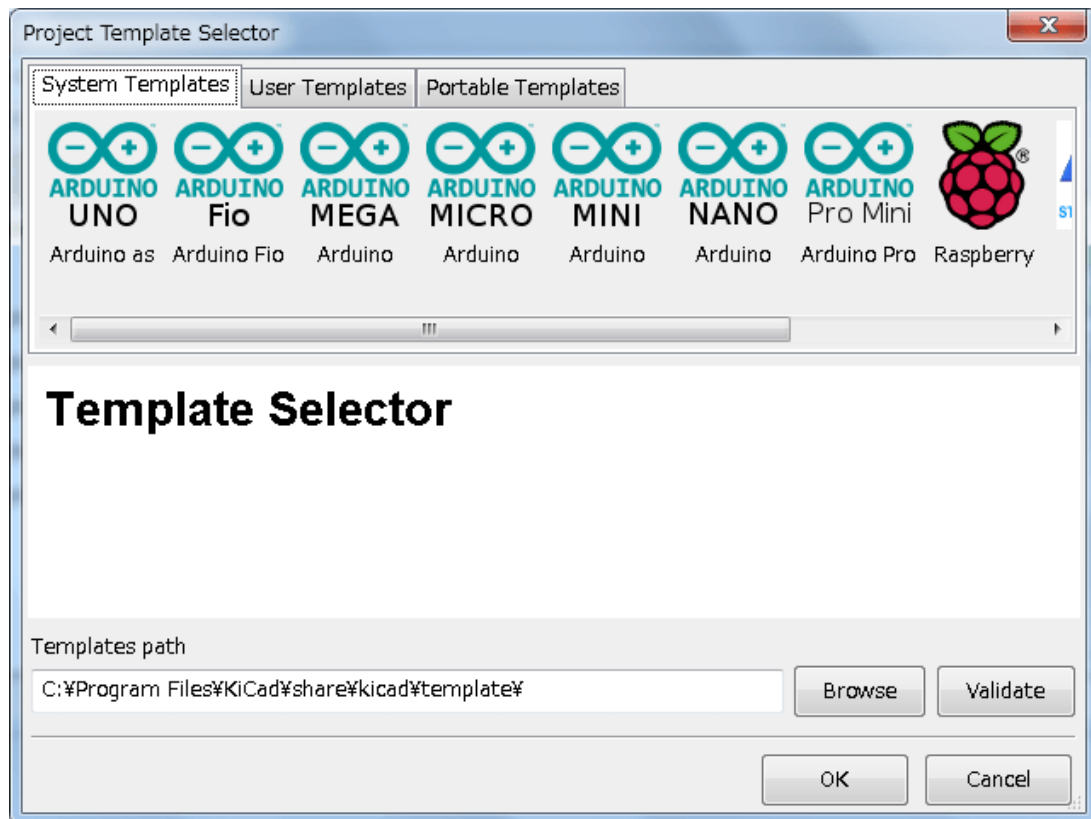 Project Template Selector
System Templates User Templates Portable Templates
ARDUINO ARDUINO ARDUINO ARDUINO ARDUINO ARDUINO ARDUINO ®
UNO Fio MEGA MICRO MINI NANO Pro Mini
Arduino as Arduino Fio Arduino Arduino Arduino Arduino Arduino Pro Raspberry
Template Selector
Templates path
C:¥Program Files¥KiCad¥share¥kicad¥template¥ Browse Validate
OK Cancel